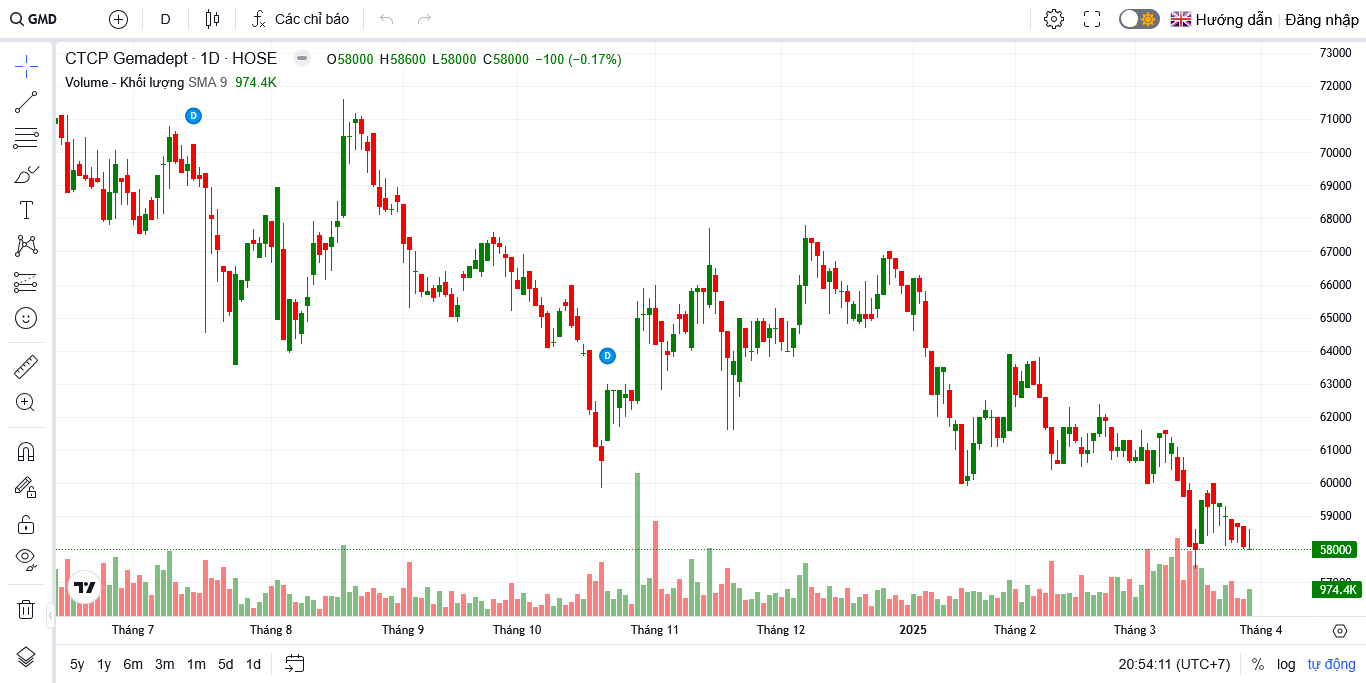 GMD D Các chỉ báo Hướng dẫn Đăng nhập
CTCP Gemadept · 1D · HOSE O58000 H58600 L58000 C58000 −100 (−0.17%)
Volume - Khối lượng SMA 9 974.4K
D
D
73000
72000
71000
70000
69000
68000
67000
66000
65000
64000
63000
62000
61000
60000
59000
58000
57000
974.4K
Tháng 7 Tháng 8 Tháng 9 Tháng 10 Tháng 11 Tháng 12 2025 Tháng 2 Tháng 3 Tháng 4
5y 1y 6m 3m 1m 5d 1d 20:54:11 (UTC+7) % log tự động